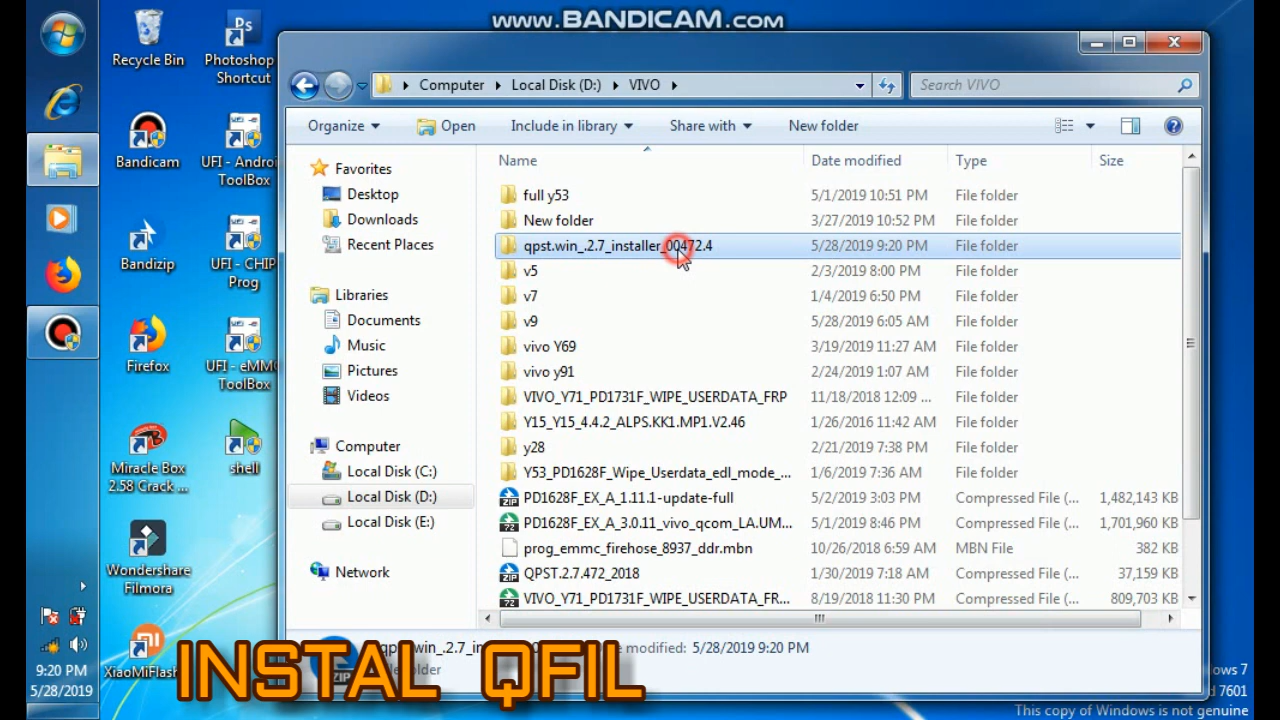 www.BANDICAM.com
Recycle Bin
Photoshop
Shortcut
Bandicam
UFI - Androi
ToolBox
Bandizip
UFI - CHIP
Prog
Firefox
UFI - eMMC
ToolBox
Miracle Box
2.58 Crack ...
shell
Wondershare
Filmora
XiaoMiFlash
9:20 PM
5/28/2019
Computer
Local Disk (D:)
VIVO
Search VIVO
Organize
Open
Include in library
Share with
New folder
Favorites
Desktop
Downloads
Recent Places
Libraries
Documents
Music
Pictures
Videos
Computer
Local Disk (C:)
Local Disk (D:)
Local Disk (E:)
Network
Name Date modified Type Size
full y53 5/1/2019 10:51 PM File folder
New folder 3/27/2019 10:52 PM File folder
qpst.win_.2.7_installer_00472.4 5/28/2019 9:20 PM File folder
v5 2/3/2019 8:00 PM File folder
v7 1/4/2019 6:50 PM File folder
v9 5/28/2019 6:05 AM File folder
vivo Y69 3/19/2019 11:27 AM File folder
vivo y91 2/24/2019 1:07 AM File folder
VIVO_Y71_PD1731F_WIPE_USERDATA_FRP 11/18/2018 12:09 ... File folder
Y15_Y15_4.4.2_ALPS.KK1.MP1.V2.46 1/26/2016 11:42 AM File folder
y28 2/21/2019 7:38 PM File folder
Y53_PD1628F_Wipe_Userdata_edl_mode_... 1/6/2019 7:36 AM File folder
PD1628F_EX_A_1.11.1-update-full 5/2/2019 3:03 PM Compressed File (... 1,482,143 KB
PD1628F_EX_A_3.0.11_vivo_qcom_LA.UM... 5/1/2019 8:46 PM Compressed File (... 1,701,960 KB
prog_emmc_firehose_8937_ddr.mbn 10/26/2018 6:59 AM MBN File 382 KB
QPST.2.7.472_2018 1/30/2019 7:18 AM Compressed File (... 37,159 KB
VIVO_Y71_PD1731F_WIPE_USERDATA_FR... 8/19/2018 11:30 PM Compressed File (... 809,703 KB
qpst.win_.2.7_in modified: 5/28/2019 9:20 PM
folder
INSTAL QFIL
ows 7
d 7601
This copy of Windows is not genuine